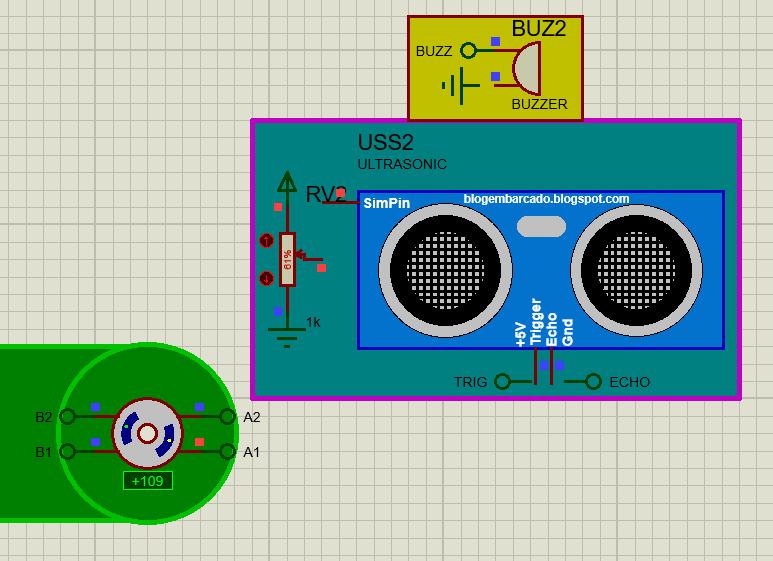 BUZ2
BUZZ
BUZZER
USS2
ULTRASONIC
RV2
SimPin
blogembarcado.blogspot.com
61%
1k
+5V
Trigger
Echo
Gnd
TRIG
ECHO
B2
A2
B1
A1
+109